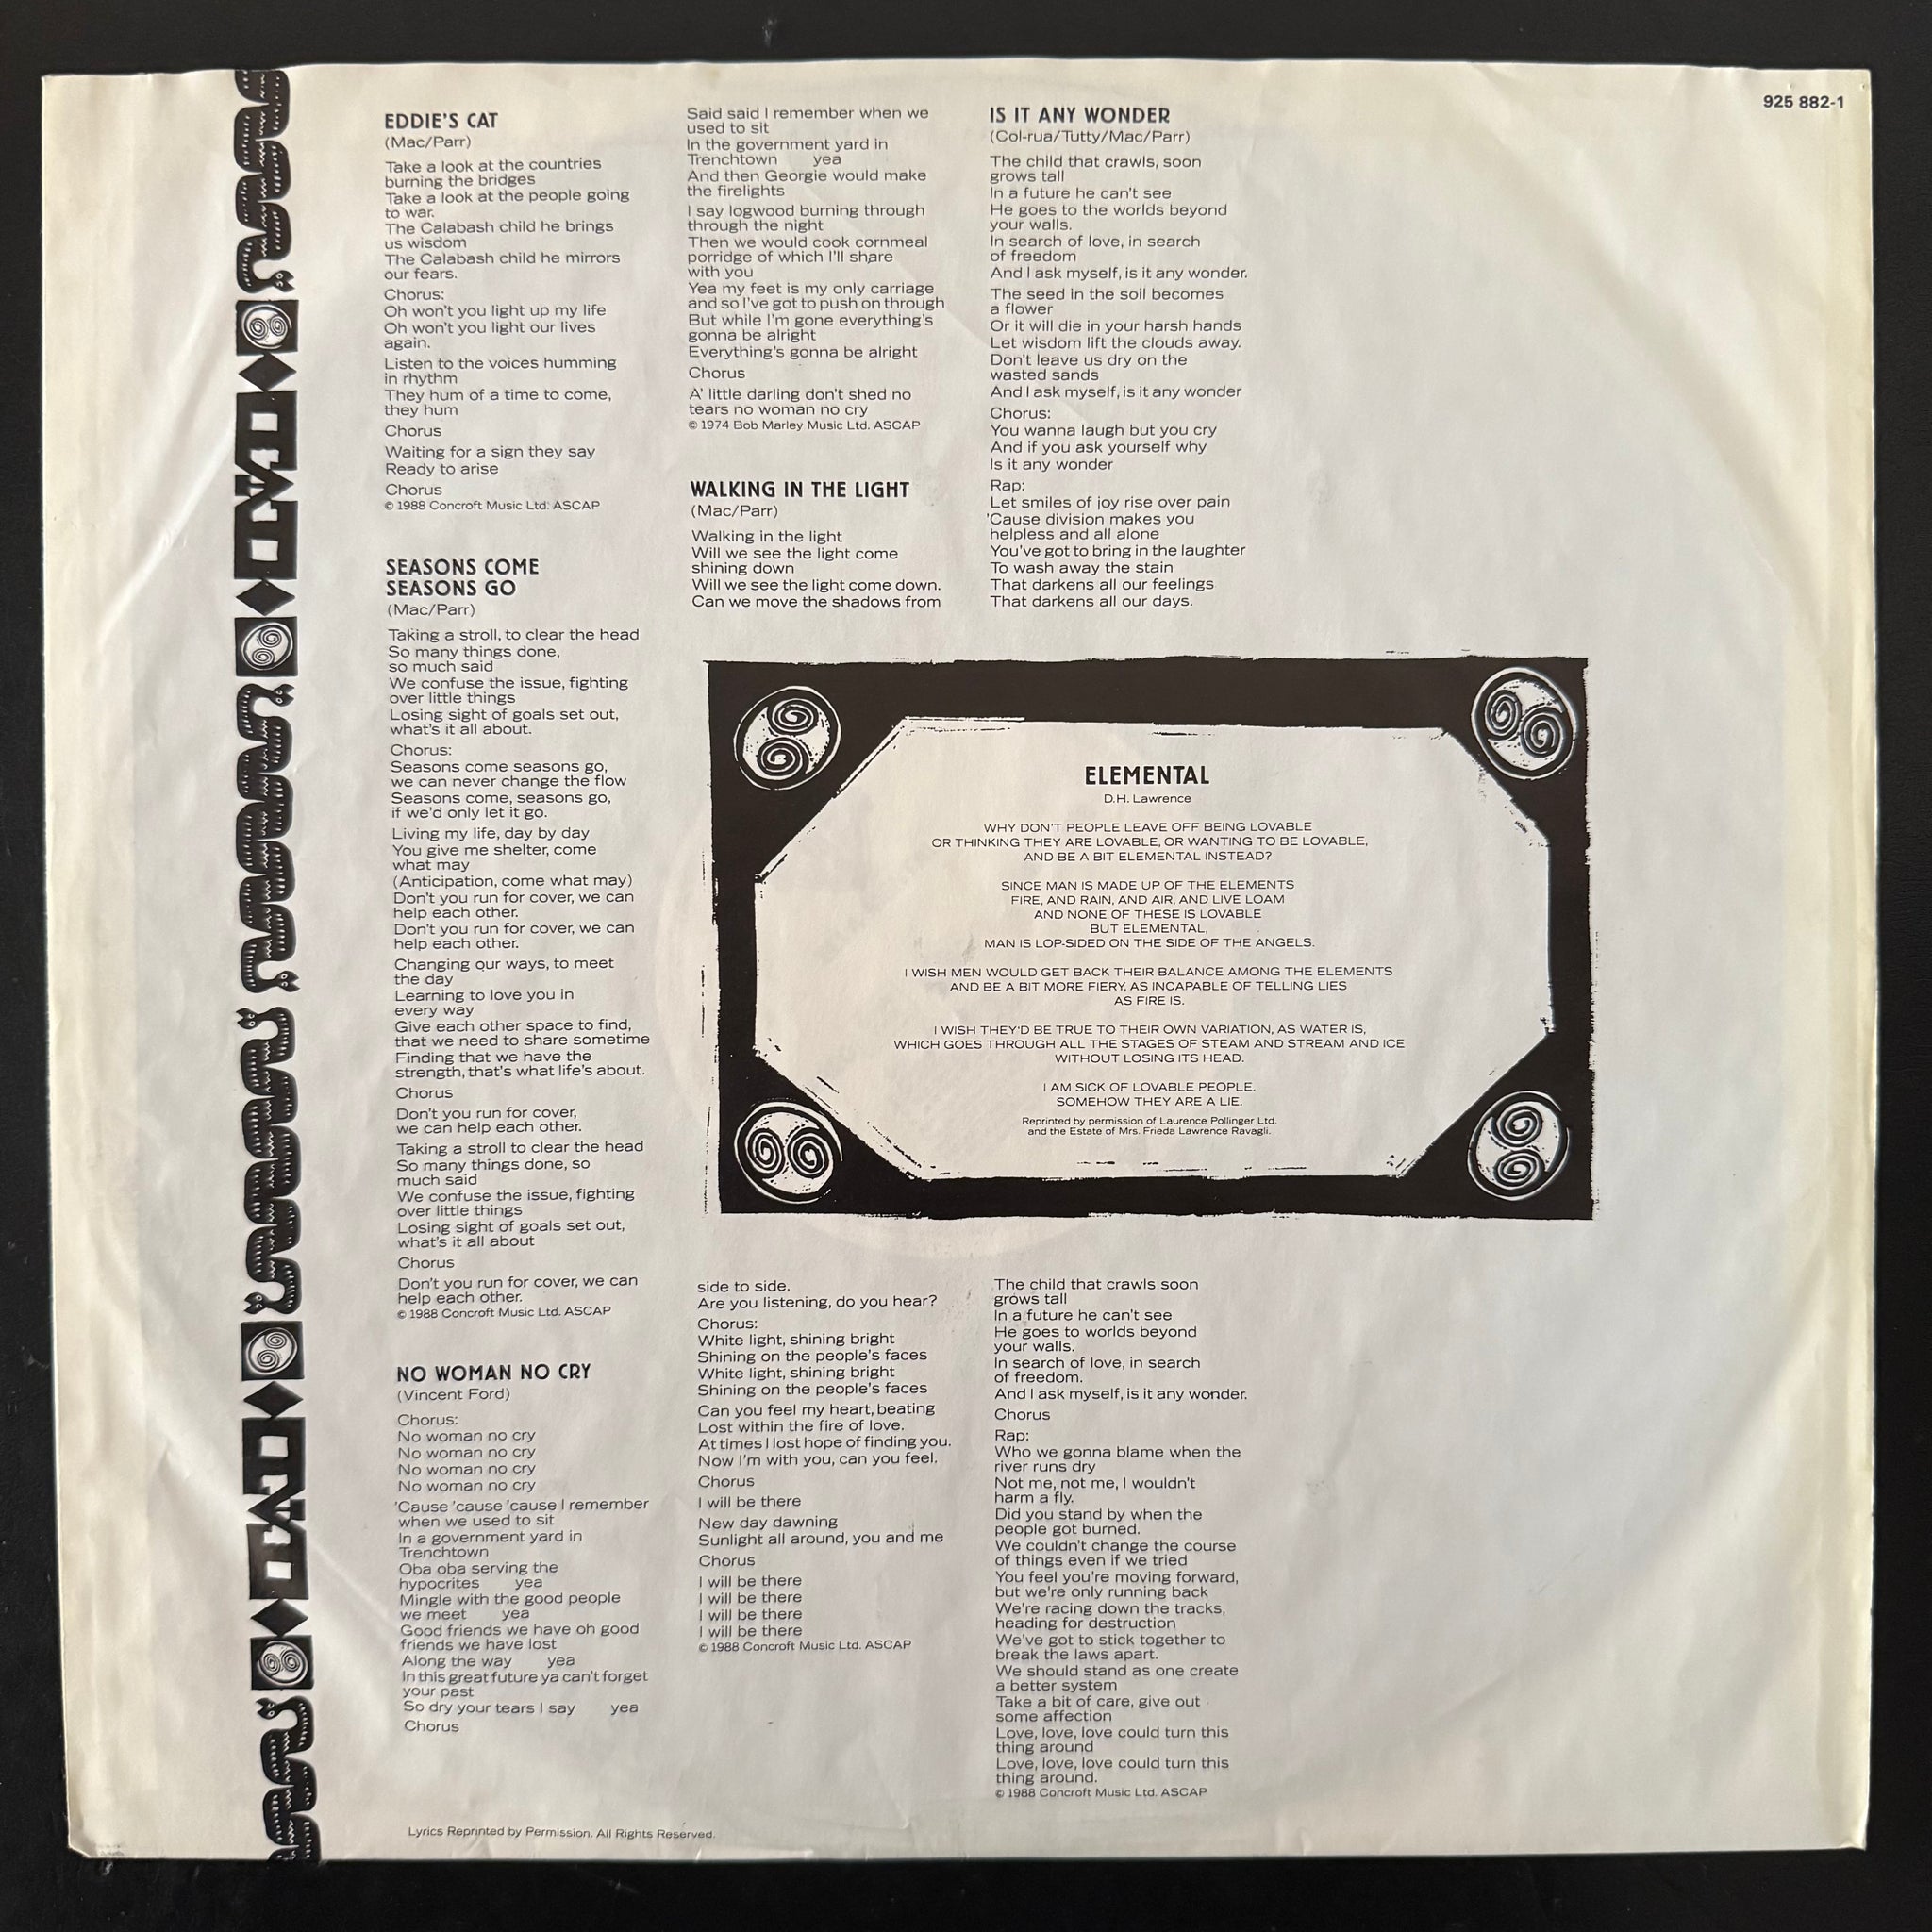 925 882-1
EDDIE'S CAT
(Mac/Parr)
Take a look at the countries
burning the bridges
Take a look at the people going
to war.
The Calabash child he brings
us wisdom
The Calabash child he mirrors
our fears.
Chorus:
Oh won't you light up my life
Oh won't you light our lives
again.
Listen to the voices humming
in rhythm
They hum of a time to come,
they hum
Chorus
Waiting for a sign they say
Ready to arise
Chorus
© 1988 Concroft Music Ltd. ASCAP
SEASONS COME
SEASONS GO
(Mac/Parr)
Taking a stroll, to clear the head
So many things done,
so much said
We confuse the issue, fighting
over little things
Losing sight of goals set out,
what's it all about.
Chorus:
Seasons come seasons go,
we can never change the flow
Seasons come, seasons go,
if we'd only let it go.
Living my life, day by day
You give me shelter, come
what may
(Anticipation, come what may)
Don't you run for cover, we can
help each other.
Don't you run for cover, we can
help each other.
Changing our ways, to meet
the day
Learning to love you in
every way
Give each other space to find,
that we need to share sometime
Finding that we have the
strength, that's what life's about.
Chorus
Don't you run for cover,
we can help each other.
Taking a stroll to clear the head
So many things done, so
much said
We confuse the issue, fighting
over little things
Losing sight of goals set out,
what's it all about
Chorus
Don't you run for cover, we can
help each other.
© 1988 Concroft Music Ltd. ASCAP
NO WOMAN NO CRY
(Vincent Ford)
Chorus:
No woman no cry
No woman no cry
No woman no cry
No woman no cry
'Cause 'cause 'cause I remember
when we used to sit
In a government yard in
Trenchtown
Oba oba serving the
hypocrites yea
Mingle with the good people
we meet yea
Good friends we have oh good
friends we have lost
Along the way yea
In this great future ya can't forget
your past
So dry your tears I say yea
Chorus
Said said I remember when we
used to sit
In the government yard in
Trenchtown yea
And then Georgie would make
the firelights
I say logwood burning through
through the night
Then we would cook cornmeal
porridge of which I'll share
with you
Yea my feet is my only carriage
and so I've got to push on through
But while I'm gone everything's
gonna be alright
Everything's gonna be alright
Chorus
A' little darling don't shed no
tears no woman no cry
© 1974 Bob Marley Music Ltd. ASCAP
WALKING IN THE LIGHT
(Mac/Parr)
Walking in the light
Will we see the light come
shining down
Will we see the light come down.
Can we move the shadows from
side to side.
Are you listening, do you hear?
Chorus:
White light, shining bright
Shining on the people's faces
White light, shining bright
Shining on the people's faces
Can you feel my heart, beating
Lost within the fire of love.
At times I lost hope of finding you.
Now I'm with you, can you feel.
Chorus
I will be there
New day dawning
Sunlight all around, you and me
Chorus
I will be there
I will be there
I will be there
I will be there
© 1988 Concroft Music Ltd. ASCAP
IS IT ANY WONDER
(Col-rua/Tutty/Mac/Parr)
The child that crawls, soon
grows tall
In a future he can't see
He goes to the worlds beyond
your walls.
In search of love, in search
of freedom
And I ask myself, is it any wonder.
The seed in the soil becomes
a flower
Or it will die in your harsh hands
Let wisdom lift the clouds away.
Don't leave us dry on the
wasted sands
And I ask myself, is it any wonder
Chorus:
You wanna laugh but you cry
And if you ask yourself why
Is it any wonder
Rap:
Let smiles of joy rise over pain
'Cause division makes you
helpless and all alone
You've got to bring in the laughter
To wash away the stain
That darkens all our feelings
That darkens all our days.
The child that crawls soon
grows tall
In a future he can't see
He goes to worlds beyond
your walls.
In search of love, in search
of freedom.
And I ask myself, is it any wonder.
Chorus
Rap:
Who we gonna blame when the
river runs dry
Not me, not me, I wouldn't
harm a fly.
Did you stand by when the
people got burned.
We couldn't change the course
of things even if we tried
You feel you're moving forward,
but we're only running back
We're racing down the tracks,
heading for destruction
We've got to stick together to
break the laws apart.
We should stand as one create
a better system
Take a bit of care, give out
some affection
Love, love, love could turn this
thing around
Love, love, love could turn this
thing around.
© 1988 Concroft Music Ltd. ASCAP
ELEMENTAL
D.H. Lawrence
WHY DON'T PEOPLE LEAVE OFF BEING LOVABLE
OR THINKING THEY ARE LOVABLE, OR WANTING TO BE LOVABLE,
AND BE A BIT ELEMENTAL INSTEAD?
SINCE MAN IS MADE UP OF THE ELEMENTS
FIRE, AND RAIN, AND AIR, AND LIVE LOAM
AND NONE OF THESE IS LOVABLE
BUT ELEMENTAL,
MAN IS LOP-SIDED ON THE SIDE OF THE ANGELS.
I WISH MEN WOULD GET BACK THEIR BALANCE AMONG THE ELEMENTS
AND BE A BIT MORE FIERY, AS INCAPABLE OF TELLING LIES
AS FIRE IS.
I WISH THEY'D BE TRUE TO THEIR OWN VARIATION, AS WATER IS,
WHICH GOES THROUGH ALL THE STAGES OF STEAM AND STREAM AND ICE
WITHOUT LOSING ITS HEAD.
I AM SICK OF LOVABLE PEOPLE.
SOMEHOW THEY ARE A LIE.
Reprinted by permission of Laurence Pollinger Ltd.
and the Estate of Mrs. Frieda Lawrence Ravagli.
Lyrics Reprinted by Permission. All Rights Reserved.